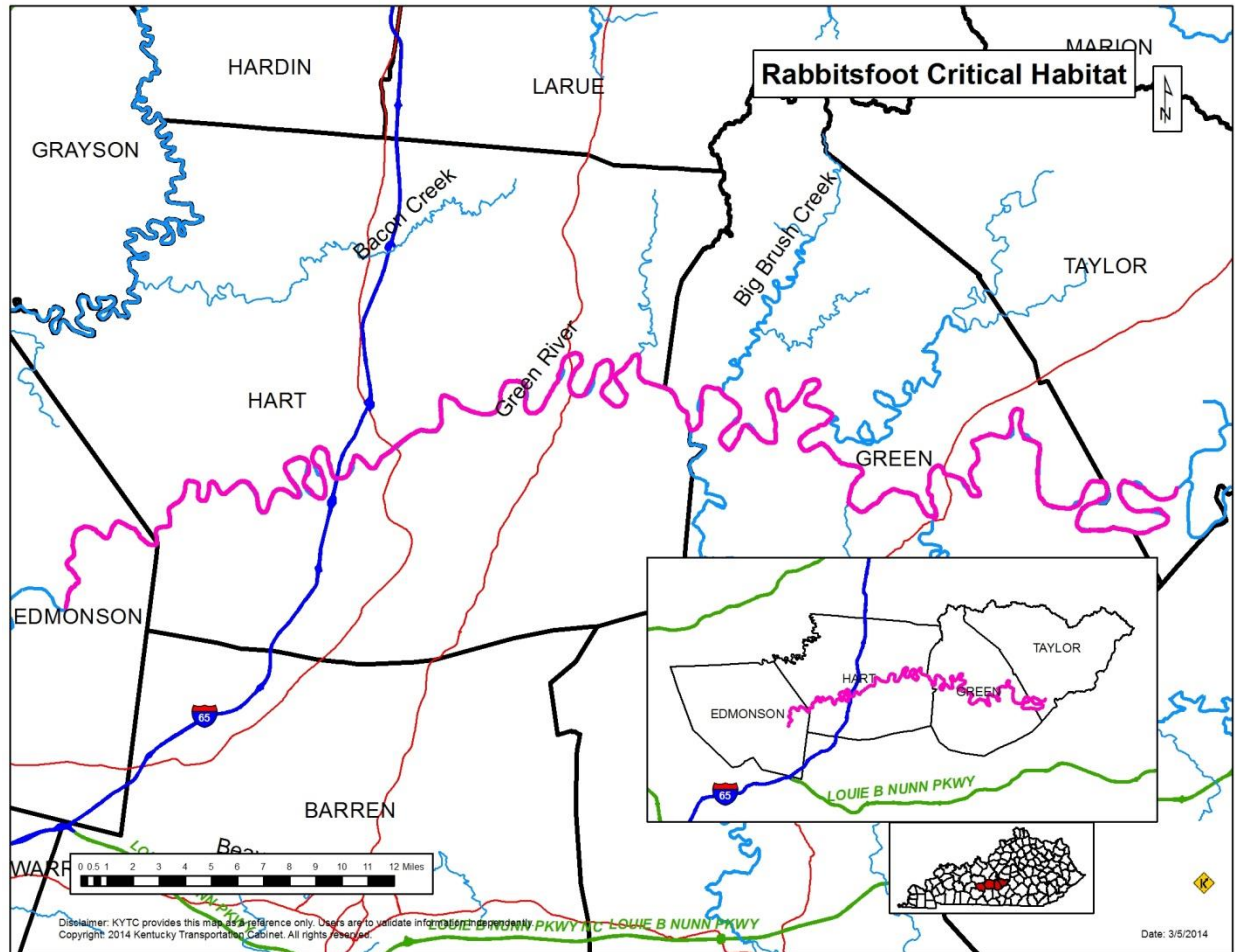 Rabbitsfoot Critical Habitat
MARION
HARDIN
LARUE
N
GRAYSON
Bacon Creek
Big Brush Creek
TAYLOR
Green River
HART
GREEN
EDMONSON
TAYLOR
HART
GREEN
EDMONSON
65
LOUIE B NUNN PKWY
65
BARREN
0 0.5 1 2 3 4 5 6 7 8 9 10 11 12 Miles
LOUIE B NUNN PKWY
Disclaimer: KYTC provides this map as a reference only. Users are to validate information independently.
Copyright: 2014 Kentucky Transportation Cabinet. All rights reserved.
Date: 3/5/2014